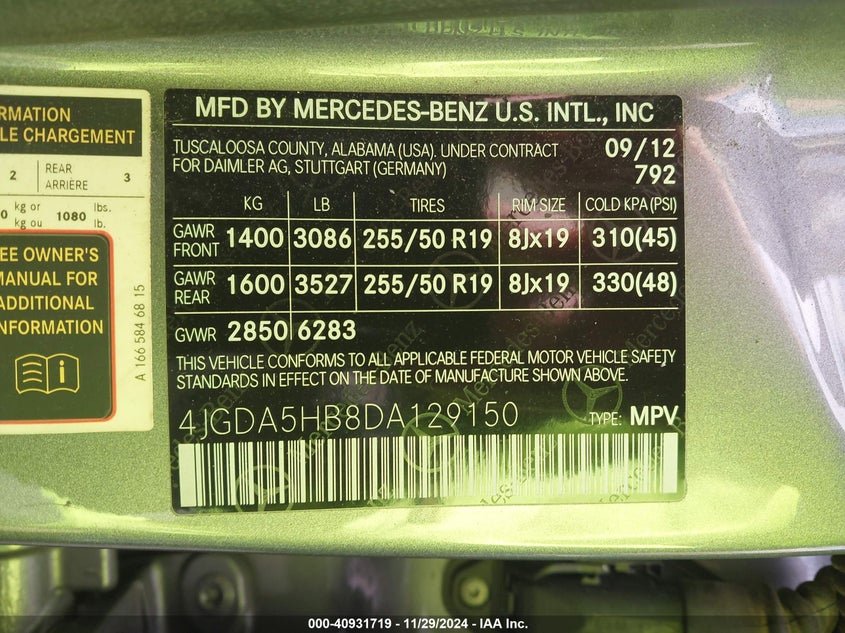 RMATION
LE CHARGEMENT
2 REAR ARRIÈRE 3
0 kg or kg ou 1080 lbs. lb.
EE OWNER'S
MANUAL FOR
ADDITIONAL
INFORMATION
A 166 584 68 15
MFD BY MERCEDES-BENZ U.S. INTL., INC
TUSCALOOSA COUNTY, ALABAMA (USA). UNDER CONTRACT 09/12
FOR DAIMLER AG, STUTTGART (GERMANY) 792
KG LB TIRES RIM SIZE COLD KPA (PSI)
GAWR FRONT 1400 3086 255/50 R19 8Jx19 310(45)
GAWR REAR 1600 3527 255/50 R19 8Jx19 330(48)
GVWR 2850 6283
THIS VEHICLE CONFORMS TO ALL APPLICABLE FEDERAL MOTOR VEHICLE SAFETY
STANDARDS IN EFFECT ON THE DATE OF MANUFACTURE SHOWN ABOVE.
4JGDA5HB8DA129150 TYPE: MPV
000-40931719 - 11/29/2024 - IAA Inc.